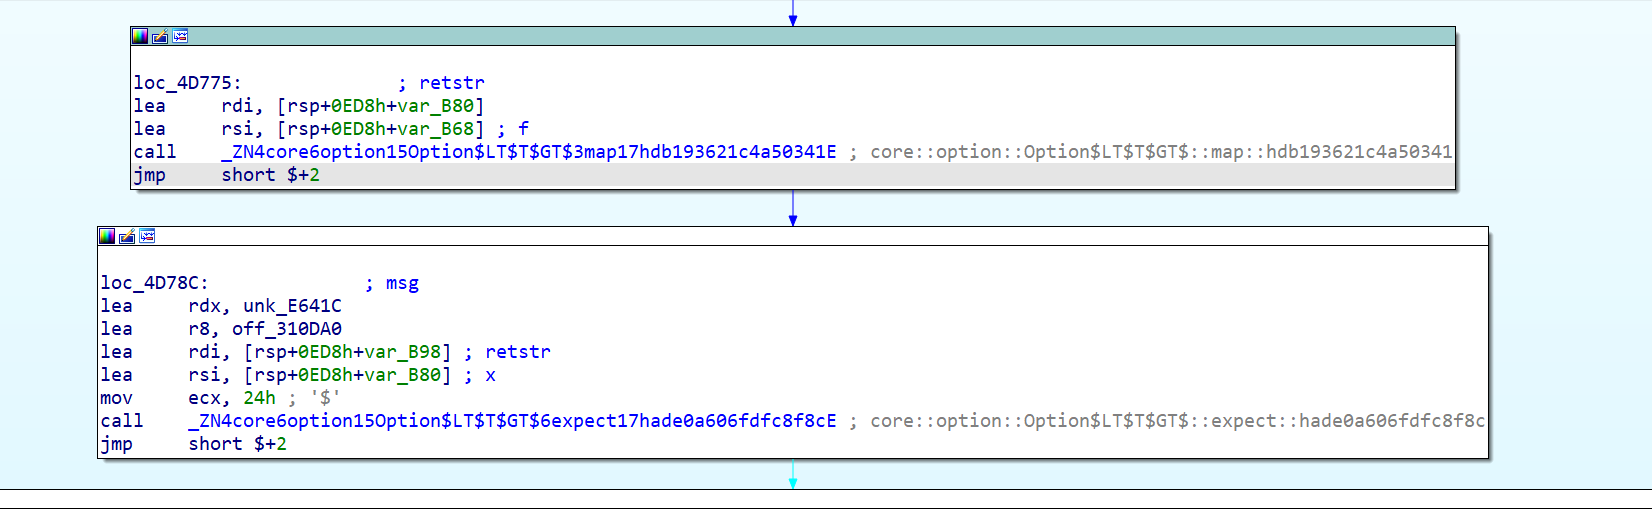 loc_4D775: ; retstr
lea rdi, [rsp+0ED8h+var_B80]
lea rsi, [rsp+0ED8h+var_B68] ; f
call _ZN4core6option15Option$LT$T$GT$3map17hdb193621c4a50341E ; core::option::Option$LT$T$GT$::map::hdb193621c4a50341
jmp short $+2
loc_4D78C: ; msg
lea rdx, unk_E641C
lea r8, off_310DA0
lea rdi, [rsp+0ED8h+var_B98] ; retstr
lea rsi, [rsp+0ED8h+var_B80] ; x
mov ecx, 24h ; '$'
call _ZN4core6option15Option$LT$T$GT$6expect17hade0a606fdfc8f8cE ; core::option::Option$LT$T$GT$::expect::hade0a606fdfc8f8c
jmp short $+2